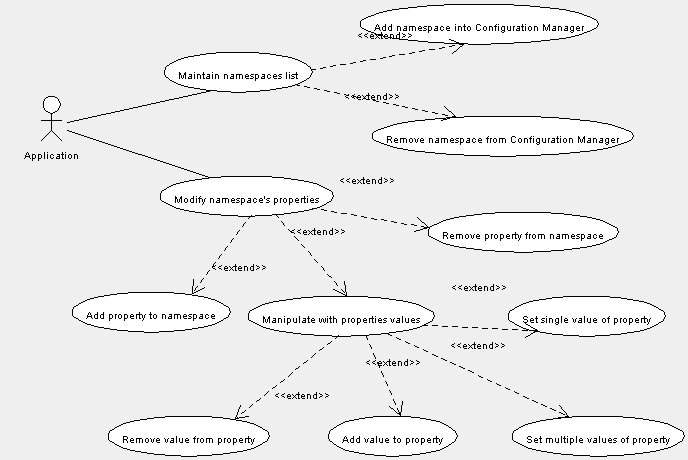 Add namespace into Configuration Manager
<<extend>>
Maintain namespaces list
<<extend>>
Remove namespace from Configuration Manager
Application
<<extend>>
Modify namespace's properties
<<extend>>
Remove property from namespace
<<extend>>
<<extend>>
Add property to namespace
Manipulate with properties values
Set single value of property
<<extend>>
<<extend>>
<<extend>>
Remove value from property
Add value to property
Set multiple values of property